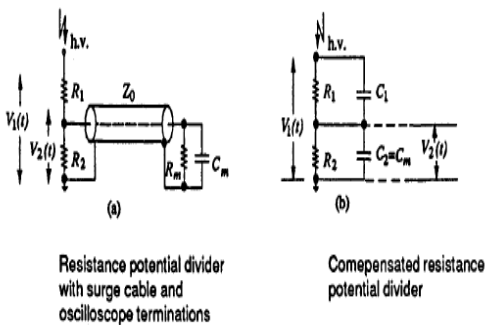 h.v.
R₁
Z₀
V₁(t)
V₂(t)
R₂
Rₘ
Cₘ
(a)
h.v.
R₁
C₁
V₁(t)
R₂
C₂=Cₘ
V₂(t)
(b)
Resistance potential divider
with surge cable and
oscilloscope terminations
Comepensated resistance
potential divider